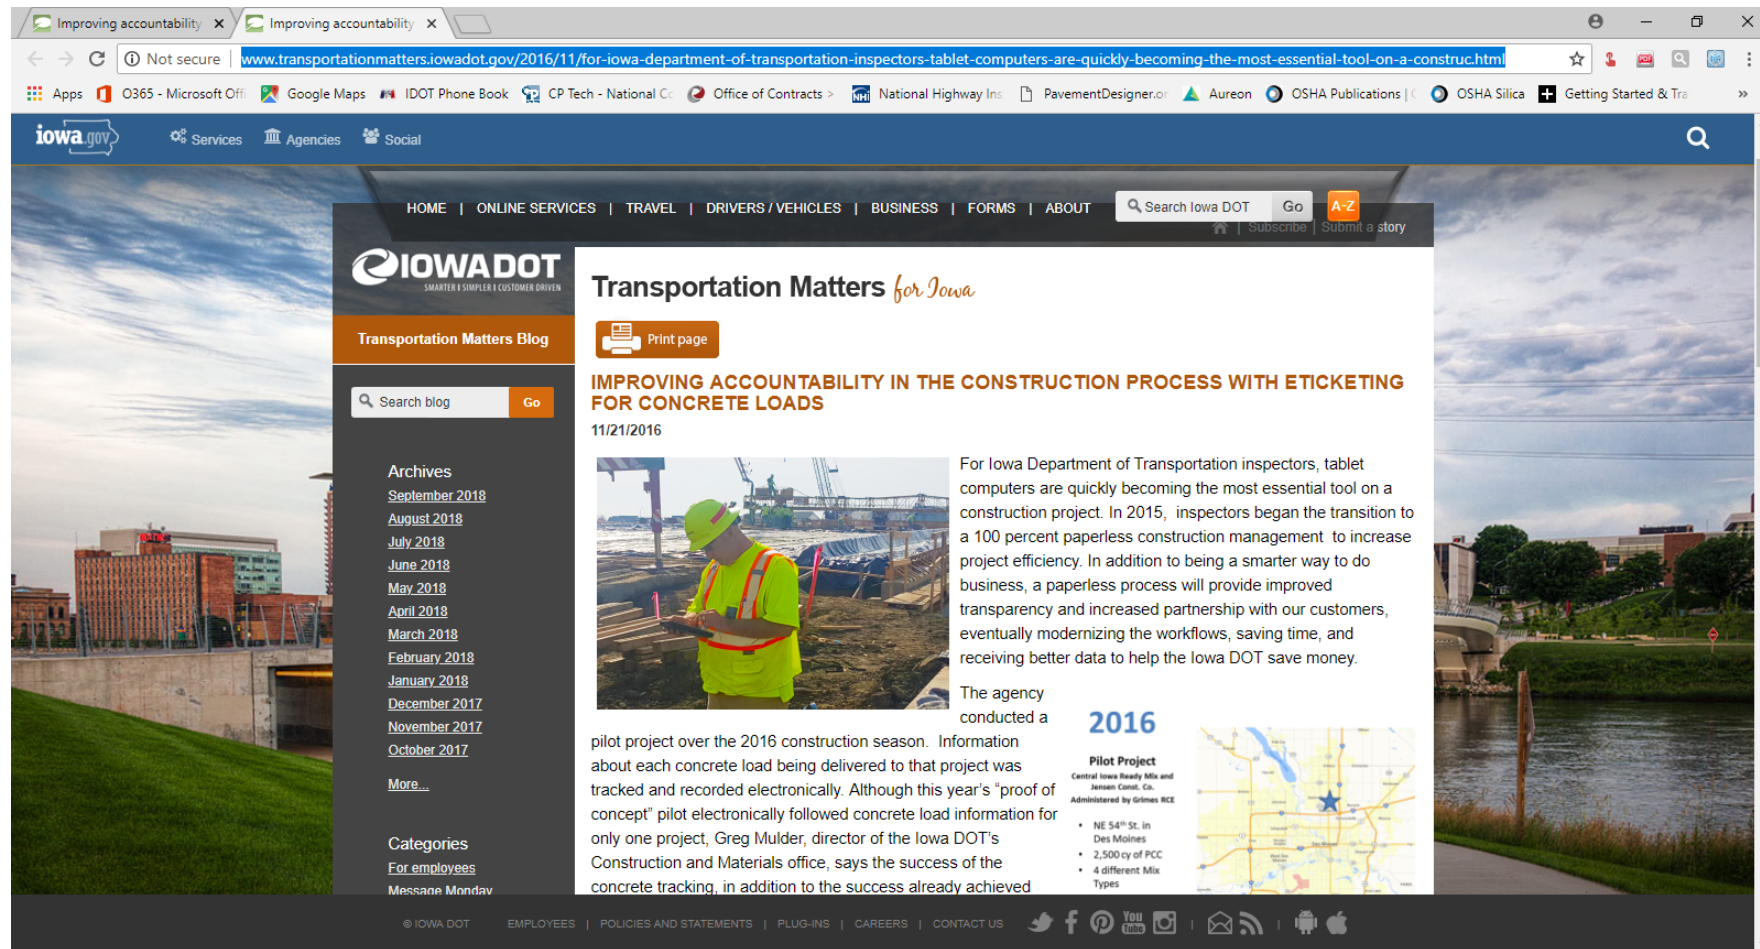 Improving accountability
Improving accountability
Not secure | www.transportationmatters.iowadot.gov/2016/11/for-iowa-department-of-transportation-inspectors-tablet-computers-are-quickly-becoming-the-most-essential-tool-on-a-construc.html
Apps O365 - Microsoft Offi Google Maps IDOT Phone Book CP Tech - National Co Office of Contracts > National Highway Ins PavementDesigner.or Aureon OSHA Publications | OSHA Silica Getting Started & Tra »
iowa.gov Services Agencies Social
HOME | ONLINE SERVICES | TRAVEL | DRIVERS / VEHICLES | BUSINESS | FORMS | ABOUT Search Iowa DOT Go A-Z
| Subscribe | Submit a story
IOWADOT
SMARTER I SIMPLER I CUSTOMER DRIVEN
Transportation Matters Blog
Search blog Go
Archives
September 2018
August 2018
July 2018
June 2018
May 2018
April 2018
March 2018
February 2018
January 2018
December 2017
November 2017
October 2017
More...
Categories
For employees
Message Monday
Transportation Matters for Iowa
Print page
IMPROVING ACCOUNTABILITY IN THE CONSTRUCTION PROCESS WITH ETICKETING
FOR CONCRETE LOADS
11/21/2016
For Iowa Department of Transportation inspectors, tablet
computers are quickly becoming the most essential tool on a
construction project. In 2015, inspectors began the transition to
a 100 percent paperless construction management to increase
project efficiency. In addition to being a smarter way to do
business, a paperless process will provide improved
transparency and increased partnership with our customers,
eventually modernizing the workflows, saving time, and
receiving better data to help the Iowa DOT save money.
The agency
conducted a
pilot project over the 2016 construction season. Information
about each concrete load being delivered to that project was
tracked and recorded electronically. Although this year's "proof of
concept" pilot electronically followed concrete load information for
only one project, Greg Mulder, director of the Iowa DOT's
Construction and Materials office, says the success of the
concrete tracking, in addition to the success already achieved
2016
Pilot Project
Central Iowa Ready Mix and
Jensen Const. Co.
Administered by Grimes RCE
• NE 54th St. in
Des Moines
• 2,500 cy of PCC
• 4 different Mix
Types
© IOWA DOT EMPLOYEES | POLICIES AND STATEMENTS | PLUG-INS | CAREERS | CONTACT US